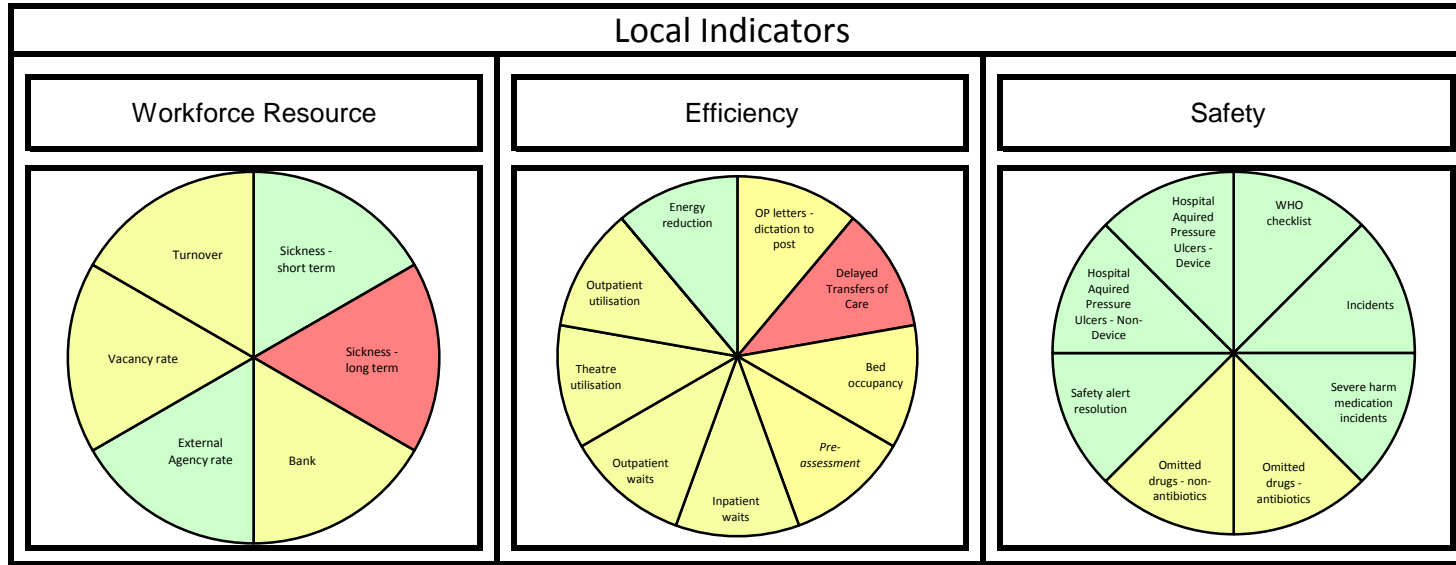 Local Indicators
Workforce Resource
Efficiency
Safety
Turnover
Sickness -
short term
Vacancy rate
Sickness -
long term
External
Agency rate
Bank
Energy
reduction
OP letters -
dictation to
post
Outpatient
utilisation
Delayed
Transfers of
Care
Theatre
utilisation
Bed
occupancy
Outpatient
waits
Pre-
assessment
Inpatient
waits
Hospital
Aquired
Pressure
Ulcers -
Device
WHO
checklist
Hospital
Aquired
Pressure
Ulcers - Non-
Device
Incidents
Safety alert
resolution
Severe harm
medication
incidents
Omitted
drugs - non-
antibiotics
Omitted
drugs -
antibiotics